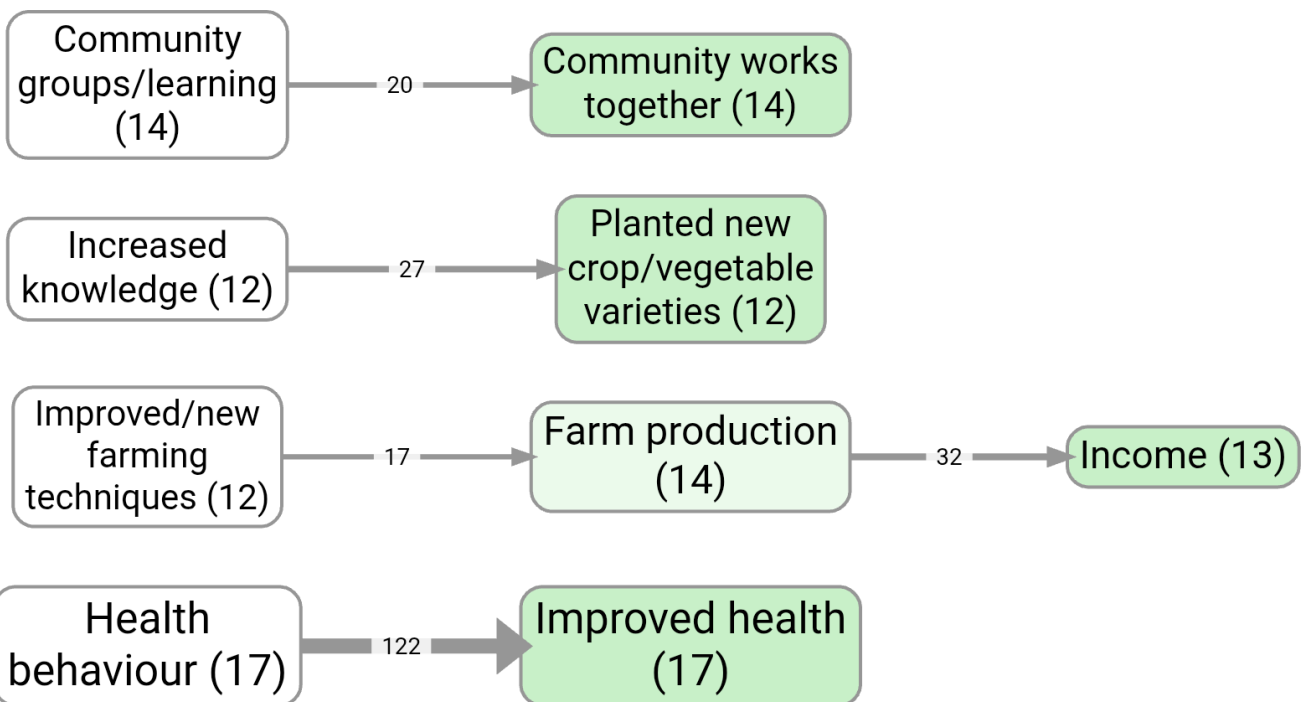 Community
groups/learning
(14)
20
Community works
together (14)
Increased
knowledge (12)
27
Planted new
crop/vegetable
varieties (12)
Improved/new
farming
techniques (12)
17
Farm production
(14)
32
Income (13)
Health
behaviour (17)
122
Improved health
(17)